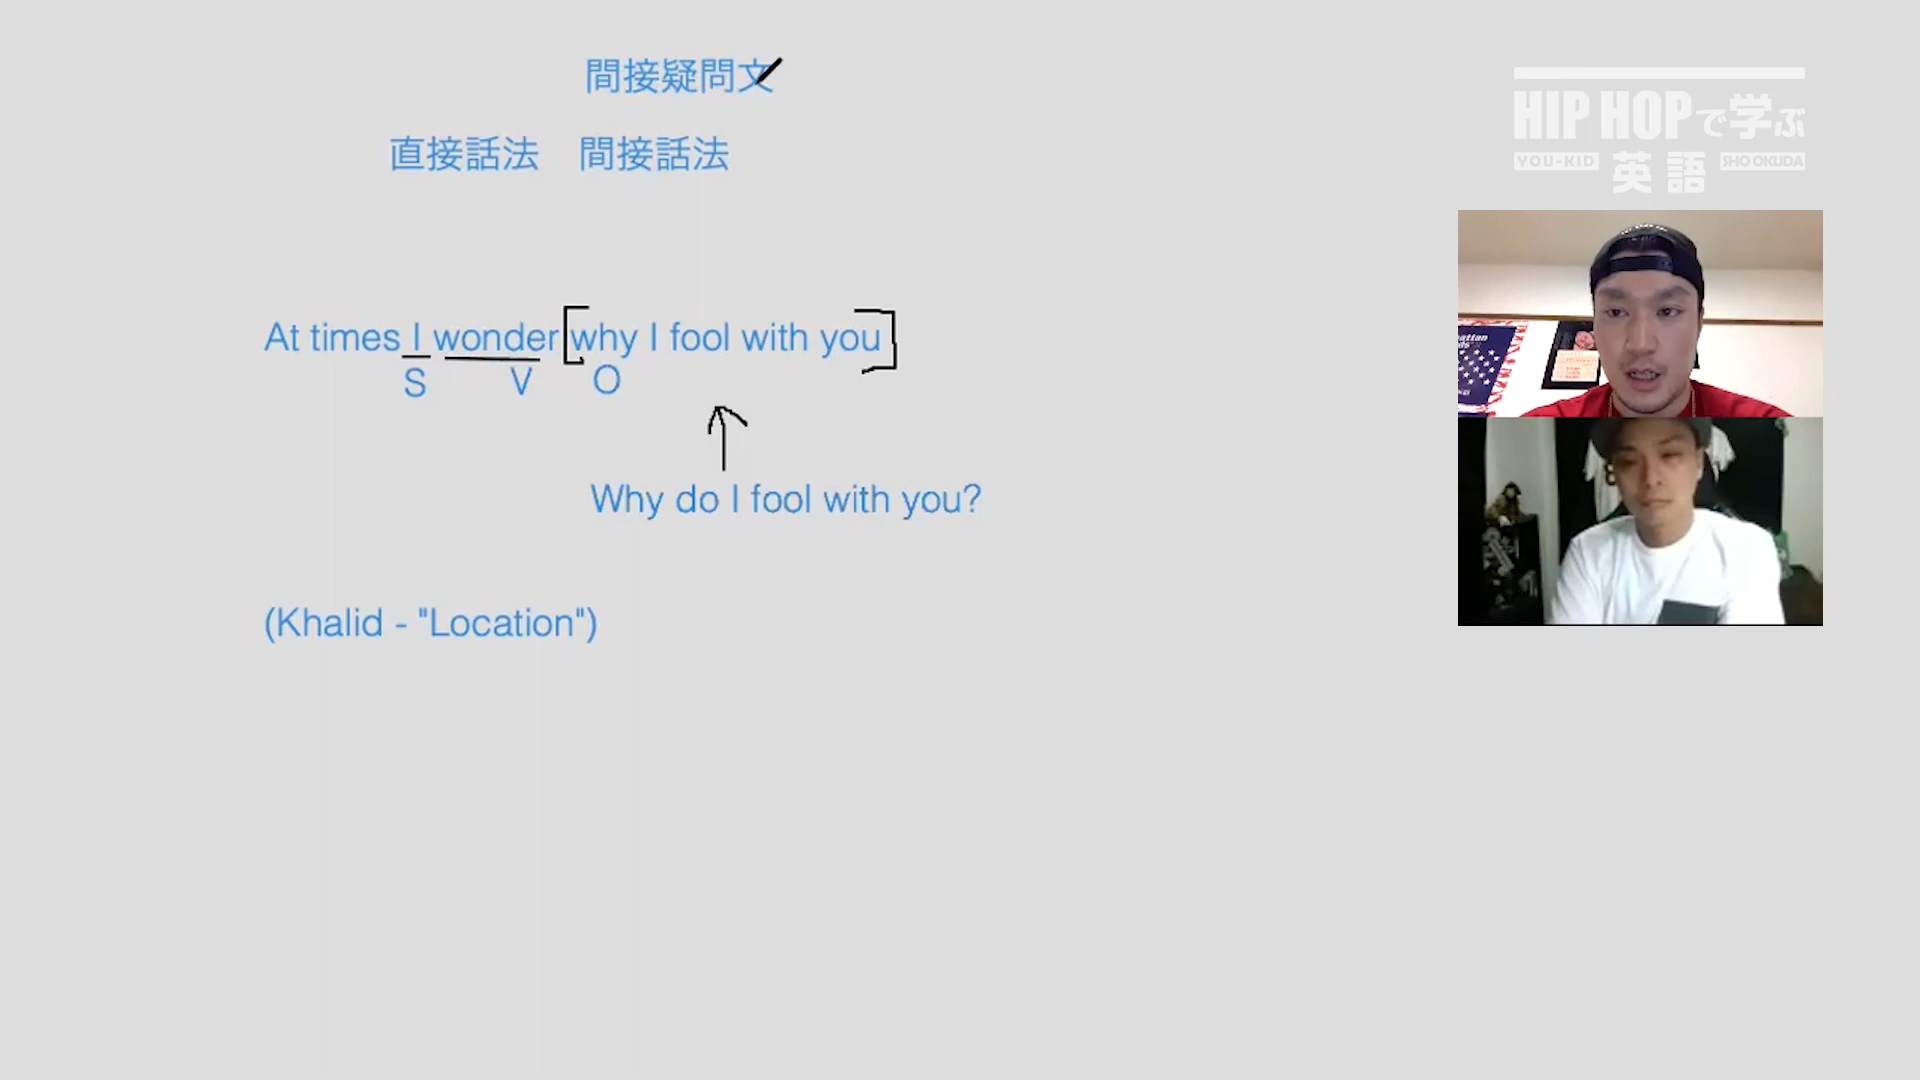 間接疑問文
直接話法 間接話法
At times I wonder [why I fool with you]
S V O
Why do I fool with you?
(Khalid - "Location")
HIP HOPで学ぶ
YOU-KID 英語 SHO OKUDA